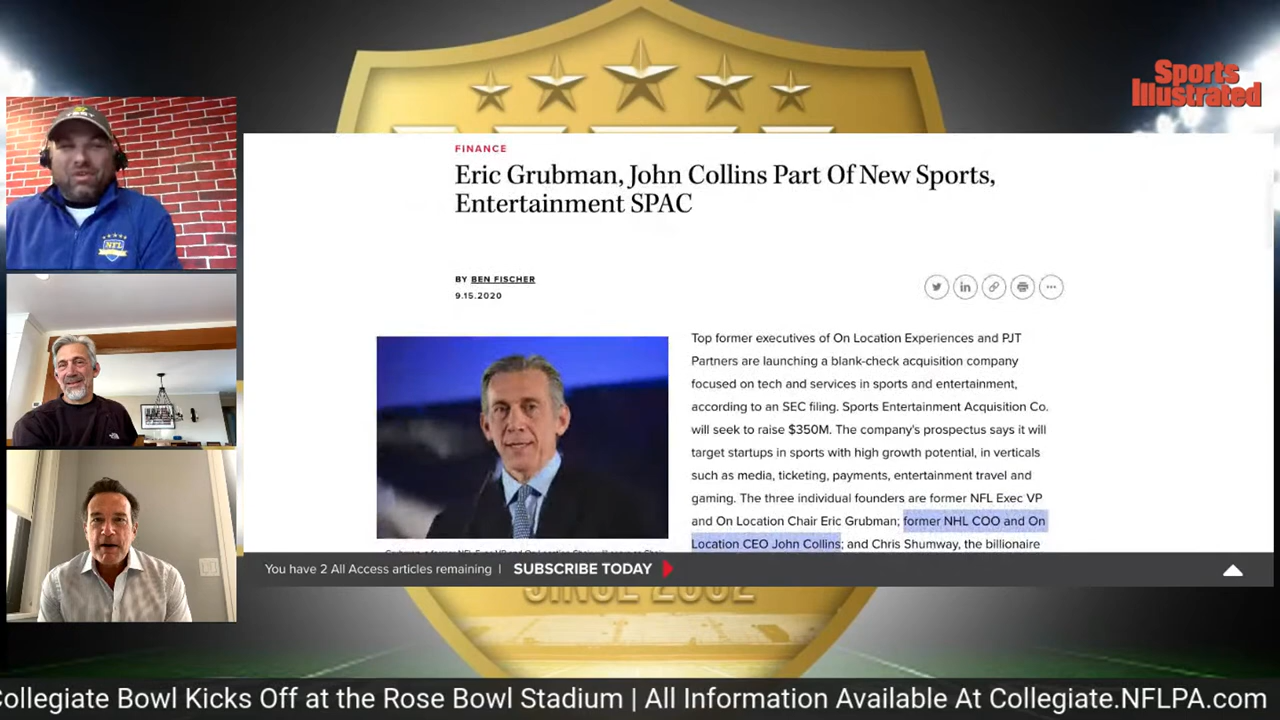 Sports
Illustrated
FINANCE
Eric Grubman, John Collins Part Of New Sports,
Entertainment SPAC
BY BEN FISCHER
9.15.2020
Top former executives of On Location Experiences and PJT
Partners are launching a blank-check acquisition company
focused on tech and services in sports and entertainment,
according to an SEC filing. Sports Entertainment Acquisition Co.
will seek to raise $350M. The company's prospectus says it will
target startups in sports with high growth potential, in verticals
such as media, ticketing, payments, entertainment travel and
gaming. The three individual founders are former NFL Exec VP
and On Location Chair Eric Grubman; former NHL COO and On
Location CEO John Collins; and Chris Shumway, the billionaire
You have 2 All Access articles remaining | SUBSCRIBE TODAY
SINCE 2002
Collegiate Bowl Kicks Off at the Rose Bowl Stadium | All Information Available At Collegiate.NFLPA.com